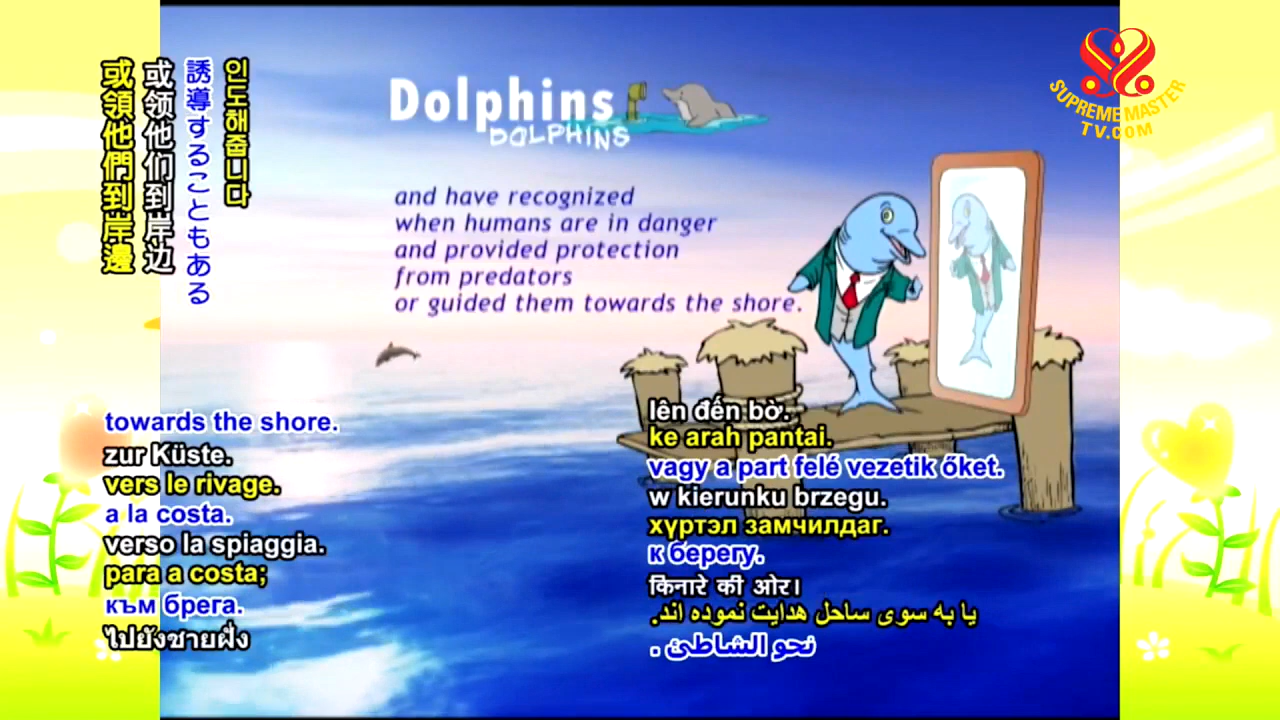 인도해줍니다
誘導することもある
或领他们到岸边
或領他們到岸邊
Dolphins
DOLPHINS
and have recognized
when humans are in danger
and provided protection
from predators
or guided them towards the shore.
SUPREME MASTER
TV.COM
towards the shore.
zur Küste.
vers le rivage.
a la costa.
verso la spiaggia.
para a costa;
към брега.
ไปยังชายฝั่ง
lên đến bờ.
ke arah pantai.
vagy a part felé vezetik őket.
w kierunku brzegu.
хүртэл замчилдаг.
к берегу.
किनारे की ओर।
یا به سوی ساحل هدایت نموده اند.
نحو الشاطئ .